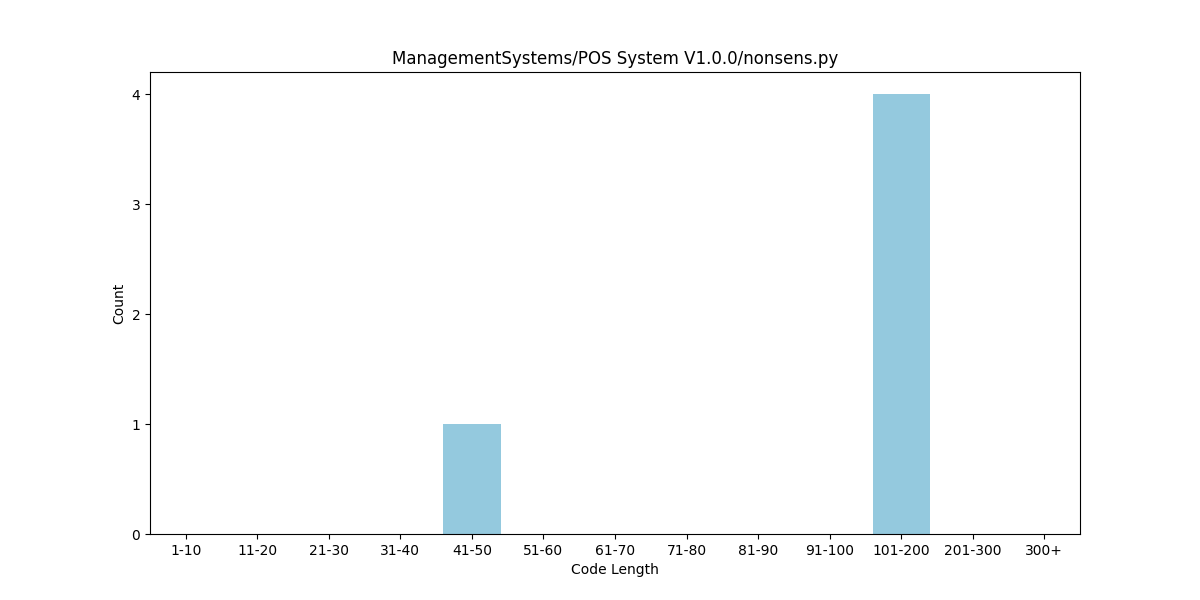 ManagementSystems/POS System V1.0.0/nonsens.py
4
3
2
1
0
Count
1-10 11-20 21-30 31-40 41-50 51-60 61-70 71-80 81-90 91-100 101-200 201-300 300+
Code Length